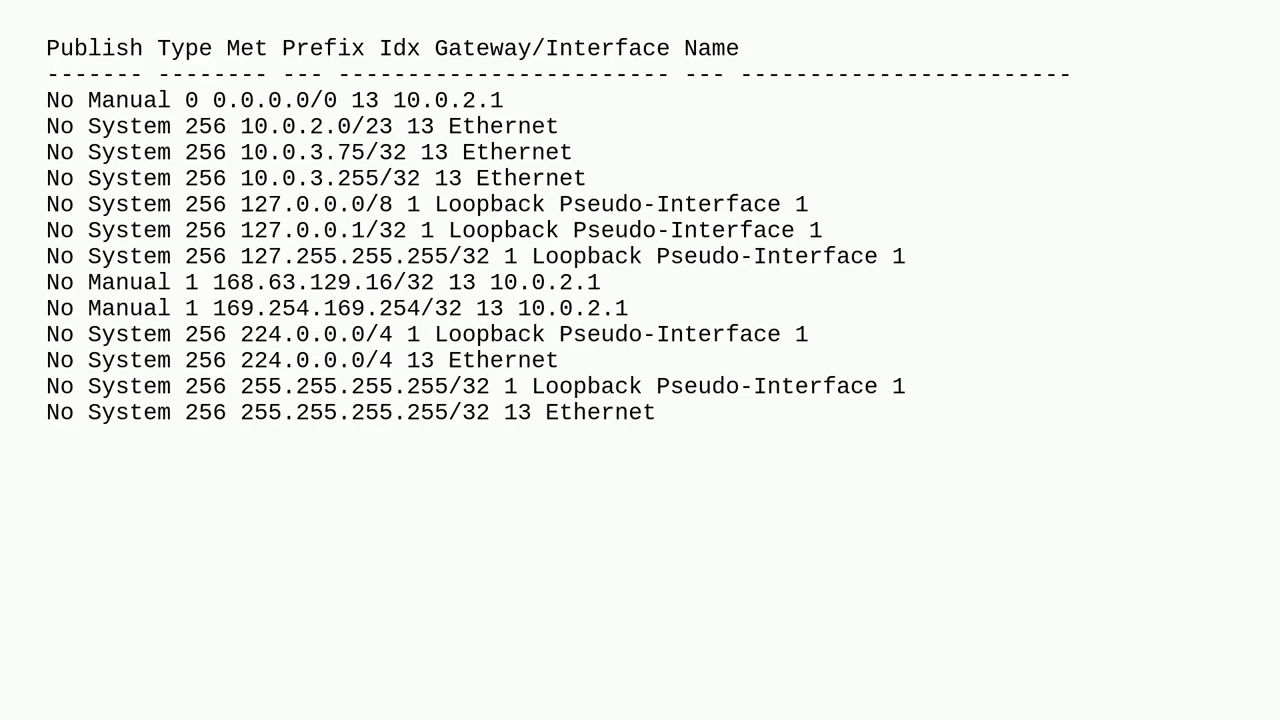 Publish Type Met Prefix Idx Gateway/Interface Name
------- -------- --- ------------------------ --- ------------------------
No Manual 0 0.0.0.0/0 13 10.0.2.1
No System 256 10.0.2.0/23 13 Ethernet
No System 256 10.0.3.75/32 13 Ethernet
No System 256 10.0.3.255/32 13 Ethernet
No System 256 127.0.0.0/8 1 Loopback Pseudo-Interface 1
No System 256 127.0.0.1/32 1 Loopback Pseudo-Interface 1
No System 256 127.255.255.255/32 1 Loopback Pseudo-Interface 1
No Manual 1 168.63.129.16/32 13 10.0.2.1
No Manual 1 169.254.169.254/32 13 10.0.2.1
No System 256 224.0.0.0/4 1 Loopback Pseudo-Interface 1
No System 256 224.0.0.0/4 13 Ethernet
No System 256 255.255.255.255/32 1 Loopback Pseudo-Interface 1
No System 256 255.255.255.255/32 13 Ethernet